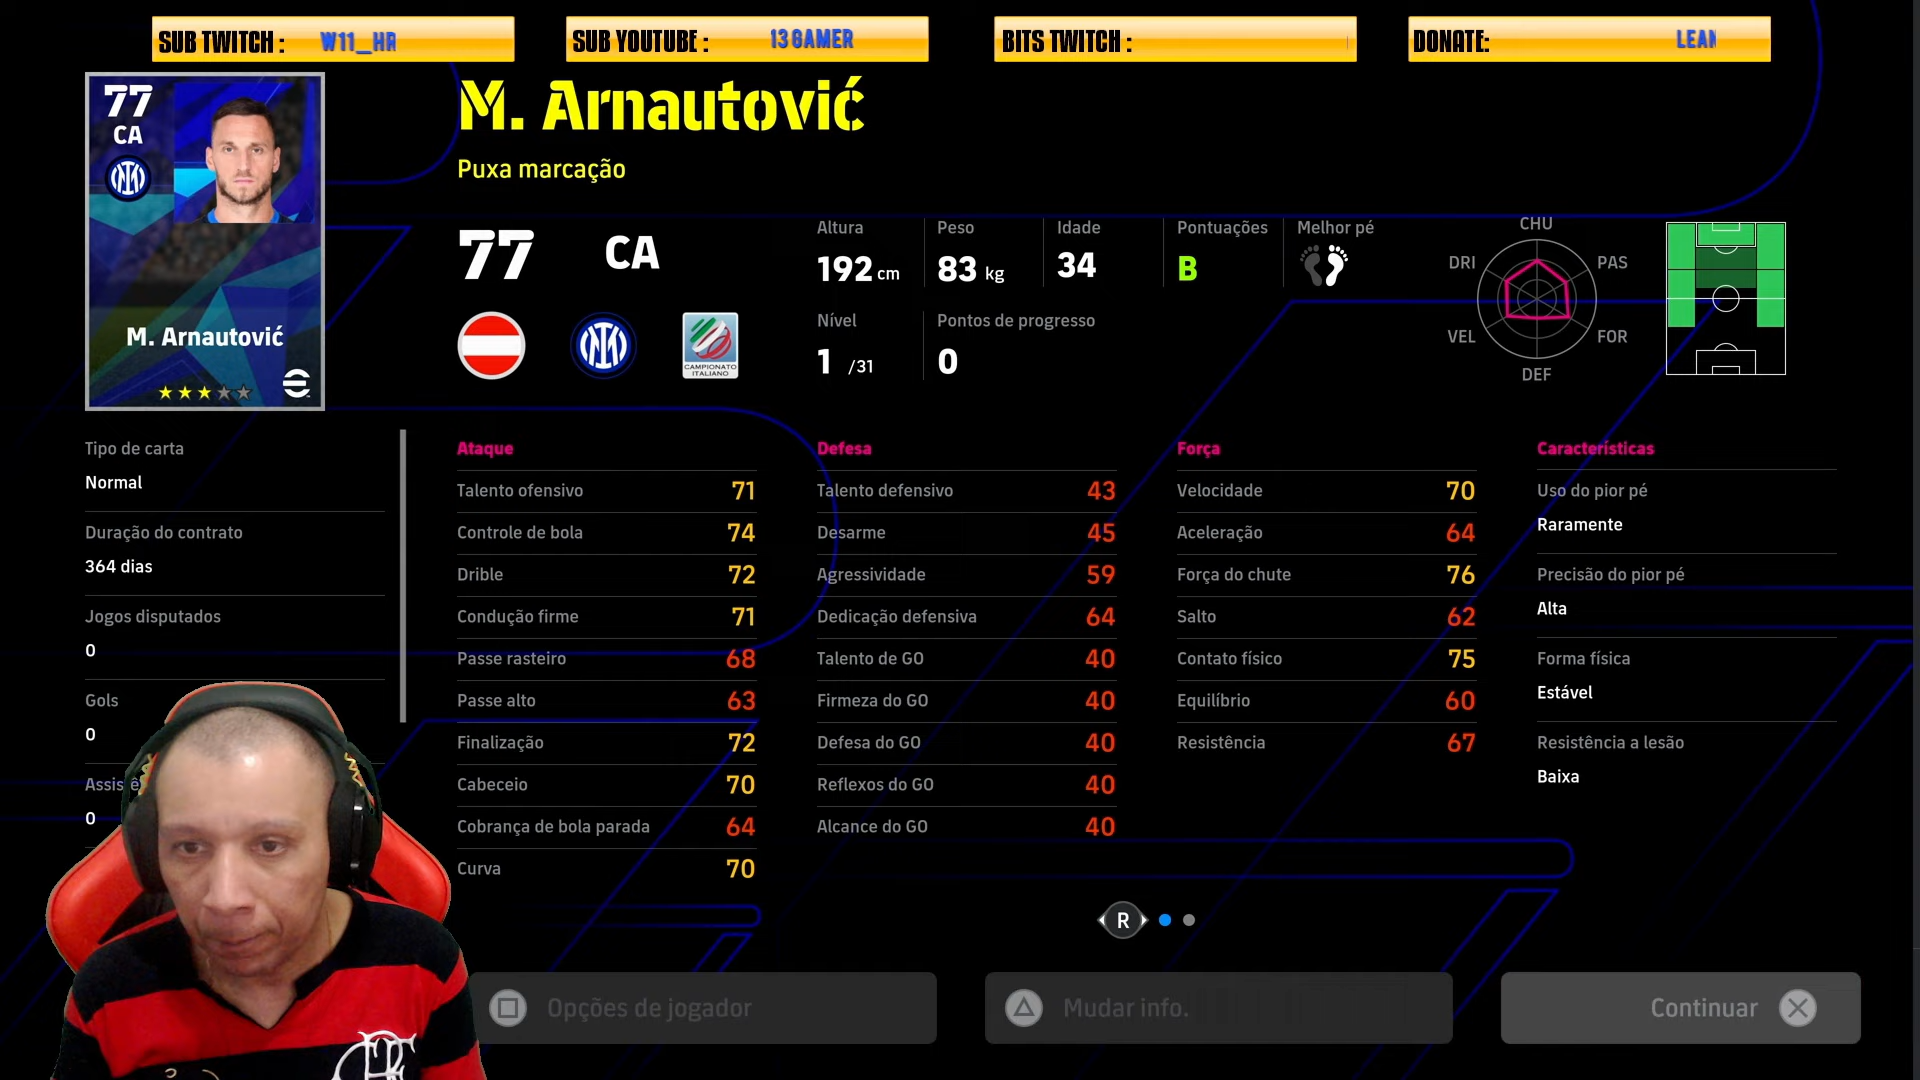 SUB TWITCH : W11_HR
SUB YOUTUBE : 13 GAMER
BITS TWITCH :
DONATE: LEAN
77
CA
M. Arnautović
M. Arnautović
Puxa marcação
77 CA
Altura
192 cm
Peso
83 kg
Idade
34
Pontuações
B
Melhor pé
Nível
1 /31
Pontos de progresso
0
CAMPIONATO
ITALIANO
CHU
PAS
FOR
DEF
VEL
DRI
Tipo de carta
Normal
Duração do contrato
364 dias
Jogos disputados
0
Gols
0
Assistê
0
Ataque
Talento ofensivo 71
Controle de bola 74
Drible 72
Condução firme 71
Passe rasteiro 68
Passe alto 63
Finalização 72
Cabeceio 70
Cobrança de bola parada 64
Curva 70
Defesa
Talento defensivo 43
Desarme 45
Agressividade 59
Dedicação defensiva 64
Talento de GO 40
Firmeza do GO 40
Defesa do GO 40
Reflexos do GO 40
Alcance do GO 40
Força
Velocidade 70
Aceleração 64
Força do chute 76
Salto 62
Contato físico 75
Equilíbrio 60
Resistência 67
Características
Uso do pior pé
Raramente
Precisão do pior pé
Alta
Forma física
Estável
Resistência a lesão
Baixa
R
Opções de jogador
Mudar info.
Continuar